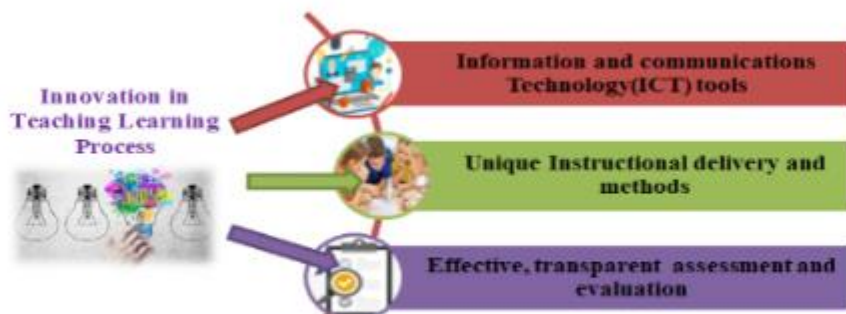 Innovation in
Teaching Learning
Process
Information and communications
Technology(ICT) tools
Unique Instructional delivery and
methods
Effective, transparent assessment and
evaluation